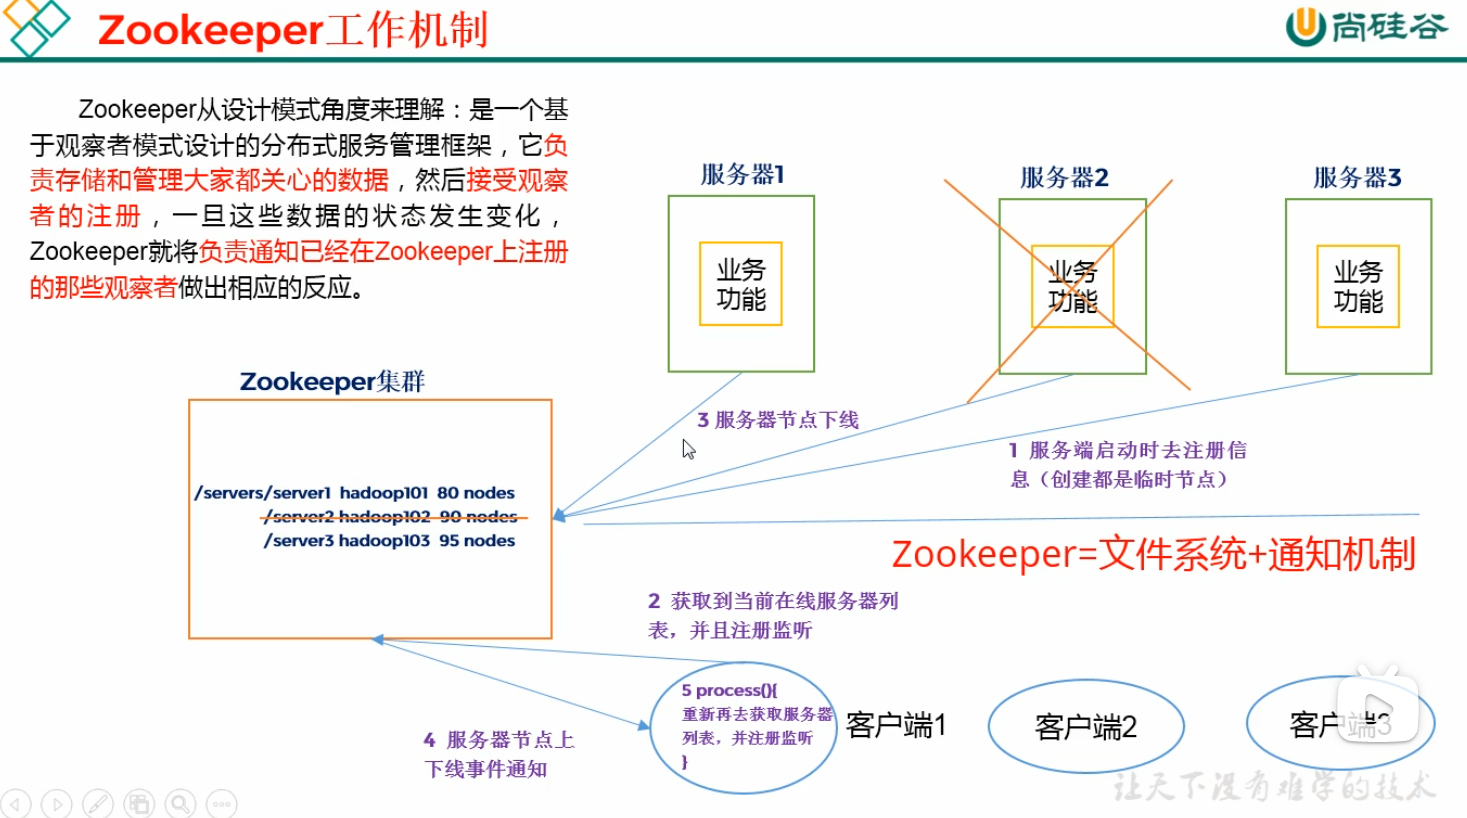 Zookeeper工作机制
尚硅谷
Zookeeper从设计模式角度来理解：是一个基
于观察者模式设计的分布式服务管理框架，它负
责存储和管理大家都关心的数据，然后接受观察
者的注册，一旦这些数据的状态发生变化，
Zookeeper就将负责通知已经在Zookeeper上注册
的那些观察者做出相应的反应。
服务器1
服务器2
服务器3
业务
功能
业务
功能
业务
功能
Zookeeper集群
/servers/server1 hadoop101 80 nodes
/server2 hadoop102 90 nodes
/server3 hadoop103 95 nodes
3 服务器节点下线
1 服务端启动时去注册信
息（创建都是临时节点）
Zookeeper=文件系统+通知机制
2 获取到当前在线服务器列
表，并且注册监听
5 process(){
重新再去获取服务器
列表，并注册监听
}
客户端1
客户端2
客户端3
4 服务器节点上
下线事件通知
让天下没有难学的技术